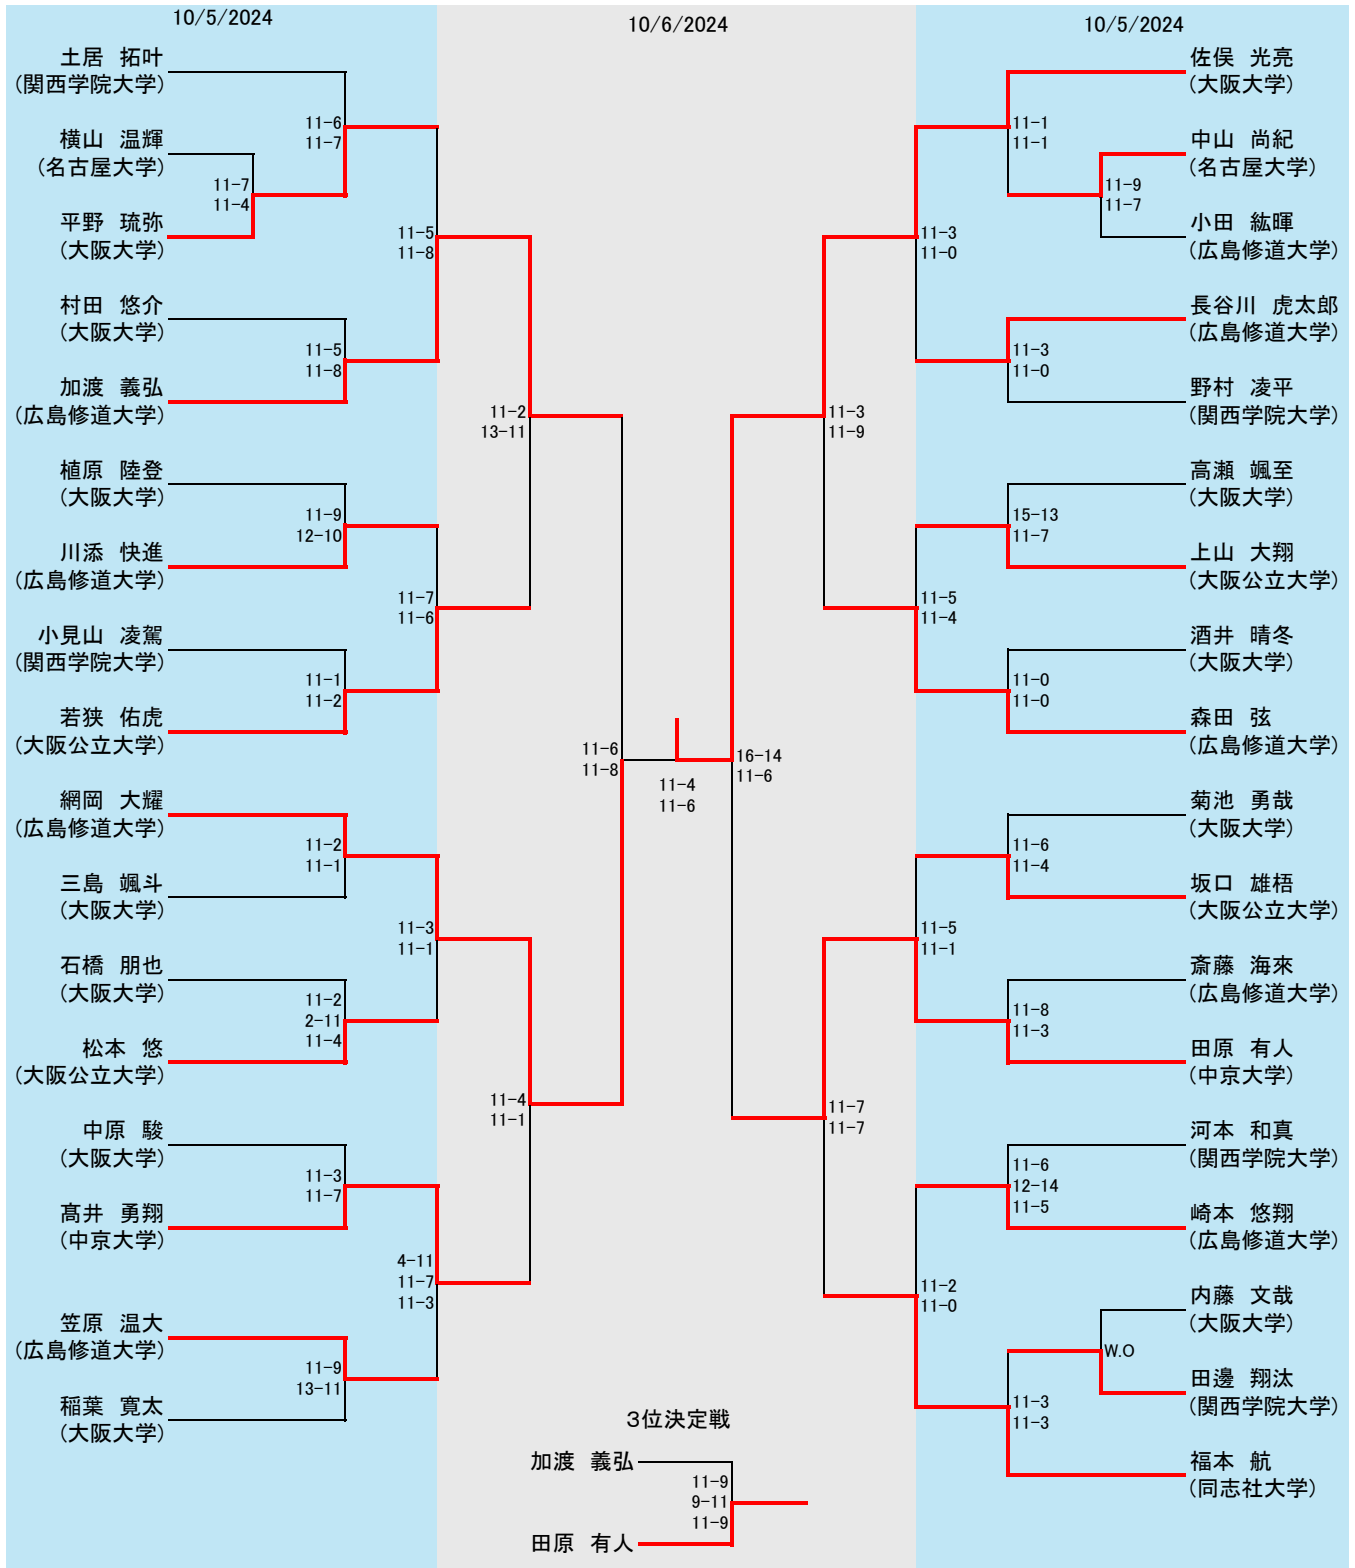 10/5/2024
10/6/2024
10/5/2024
土居 拓叶
(関西学院大学)
11-6
11-7
横山 温輝
(名古屋大学)
11-7
11-4
平野 琉弥
(大阪大学)
11-5
11-8
村田 悠介
(大阪大学)
11-5
11-8
加渡 義弘
(広島修道大学)
11-2
13-11
植原 陸登
(大阪大学)
11-9
12-10
川添 快進
(広島修道大学)
11-7
11-6
小見山 凌駕
(関西学院大学)
11-1
11-2
若狭 佑虎
(大阪公立大学)
11-6
11-8
網岡 大耀
(広島修道大学)
11-2
11-1
三島 颯斗
(大阪大学)
11-3
11-1
石橋 朋也
(大阪大学)
11-2
2-11
11-4
松本 悠
(大阪公立大学)
11-4
11-1
中原 駿
(大阪大学)
11-3
11-7
髙井 勇翔
(中京大学)
4-11
11-7
11-3
笠原 温大
(広島修道大学)
11-9
13-11
稲葉 寛太
(大阪大学)
11-4
11-6
佐俣 光亮
(大阪大学)
11-1
11-1
中山 尚紀
(名古屋大学)
11-9
11-7
小田 紘暉
(広島修道大学)
11-3
11-0
長谷川 虎太郎
(広島修道大学)
11-3
11-0
野村 凌平
(関西学院大学)
11-3
11-9
高瀬 颯至
(大阪大学)
15-13
11-7
上山 大翔
(大阪公立大学)
11-5
11-4
酒井 晴冬
(大阪大学)
11-0
11-0
森田 弦
(広島修道大学)
16-14
11-6
菊池 勇哉
(大阪大学)
11-6
11-4
坂口 雄梧
(大阪公立大学)
11-5
11-1
斎藤 海來
(広島修道大学)
11-8
11-3
田原 有人
(中京大学)
11-7
11-7
河本 和真
(関西学院大学)
11-6
12-14
11-5
崎本 悠翔
(広島修道大学)
11-2
11-0
内藤 文哉
(大阪大学)
W.O
田邊 翔汰
(関西学院大学)
11-3
11-3
福本 航
(同志社大学)
3位決定戦
加渡 義弘
11-9
9-11
11-9
田原 有人